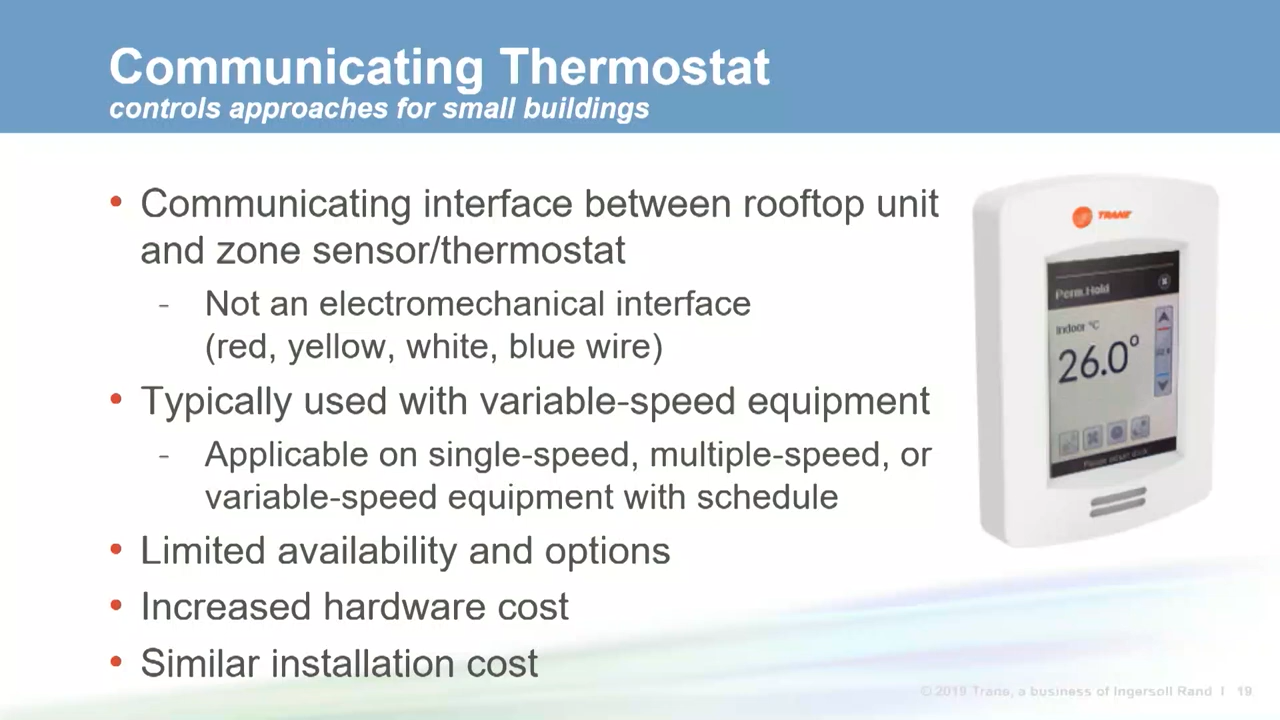 Communicating Thermostat
controls approaches for small buildings
• Communicating interface between rooftop unit
and zone sensor/thermostat
- Not an electromechanical interface
(red, yellow, white, blue wire)
• Typically used with variable-speed equipment
- Applicable on single-speed, multiple-speed, or
variable-speed equipment with schedule
• Limited availability and options
• Increased hardware cost
• Similar installation cost
TRANE
Perm.Hold
Indoor °C
26.0°
© 2019 Trane, a business of Ingersoll Rand | 19